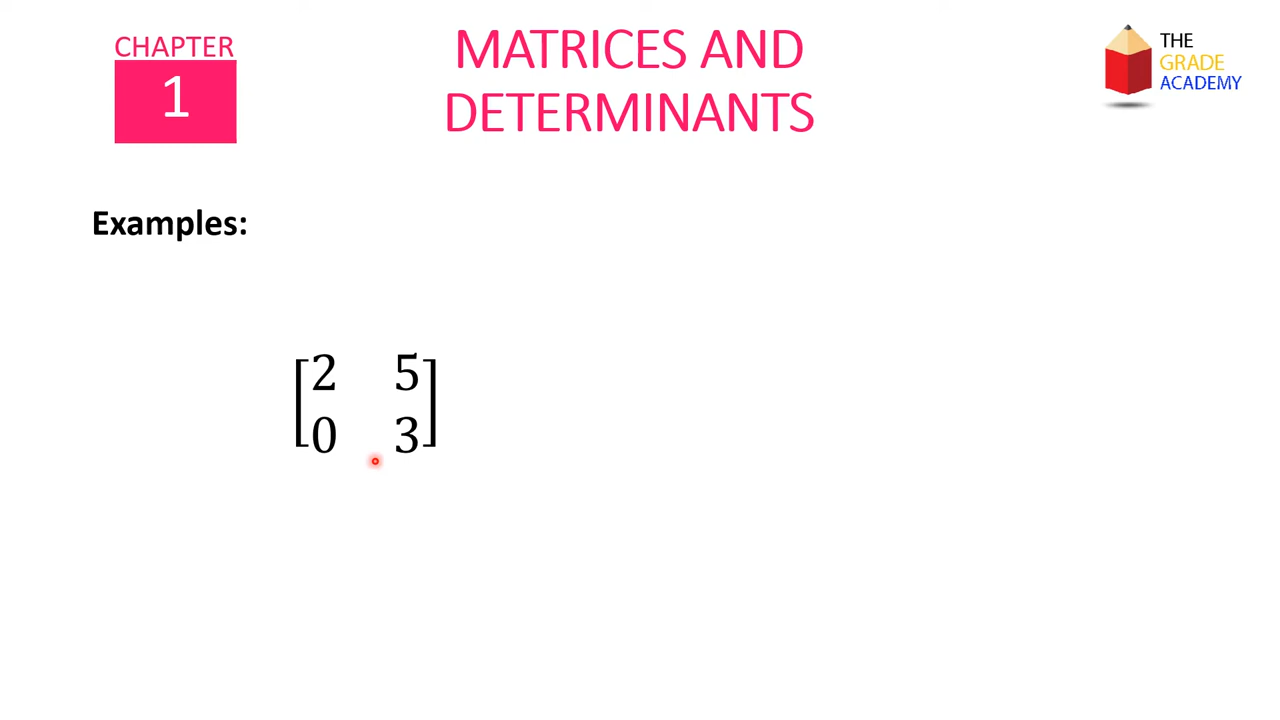 CHAPTER
1
MATRICES AND
DETERMINANTS
THE
GRADE
ACADEMY
Examples:
2 5
0 3